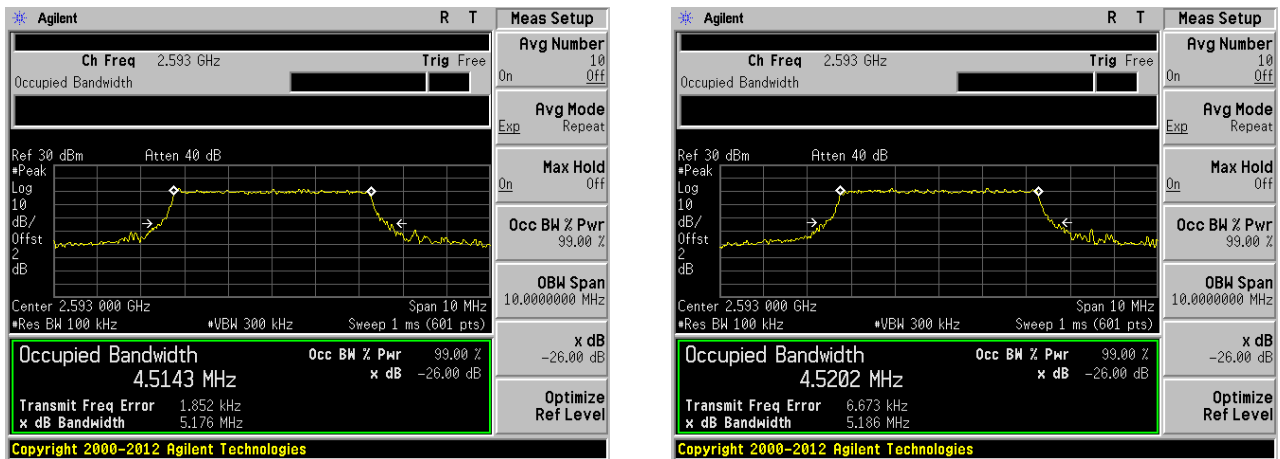 Agilent R T Meas Setup
Ch Freq 2.593 GHz Trig Free
Occupied Bandwidth
Avg Number
10
On Off
Avg Mode
Exp Repeat
Ref 30 dBm Atten 40 dB
#Peak
Log
10
dB/
Offst
2
dB
Max Hold
On Off
Occ BW % Pwr
99.00 %
OBW Span
10.0000000 MHz
Center 2.593 000 GHz Span 10 MHz
#Res BW 100 kHz #VBW 300 kHz Sweep 1 ms (601 pts)
Occupied Bandwidth Occ BW % Pwr 99.00 %
4.5143 MHz x dB -26.00 dB
Transmit Freq Error 1.852 kHz
x dB Bandwidth 5.176 MHz
x dB
-26.00 dB
Optimize
Ref Level
Copyright 2000-2012 Agilent Technologies
Agilent R T Meas Setup
Ch Freq 2.593 GHz Trig Free
Occupied Bandwidth
Avg Number
10
On Off
Avg Mode
Exp Repeat
Ref 30 dBm Atten 40 dB
#Peak
Log
10
dB/
Offst
2
dB
Max Hold
On Off
Occ BW % Pwr
99.00 %
OBW Span
10.0000000 MHz
Center 2.593 000 GHz Span 10 MHz
#Res BW 100 kHz #VBW 300 kHz Sweep 1 ms (601 pts)
Occupied Bandwidth Occ BW % Pwr 99.00 %
4.5202 MHz x dB -26.00 dB
Transmit Freq Error 6.673 kHz
x dB Bandwidth 5.186 MHz
x dB
-26.00 dB
Optimize
Ref Level
Copyright 2000-2012 Agilent Technologies